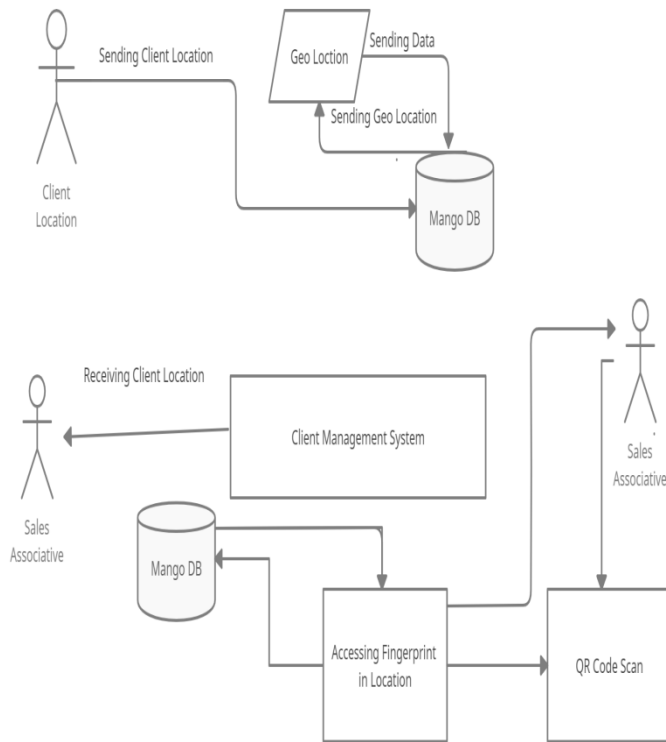 Sending Client Location
Geo Loction
Sending Data
Sending Geo Location
Client
Location
Mango DB
Receiving Client Location
Client Management System
Sales
Associative
Sales
Associative
Mango DB
Accessing Fingerprint
in Location
QR Code Scan